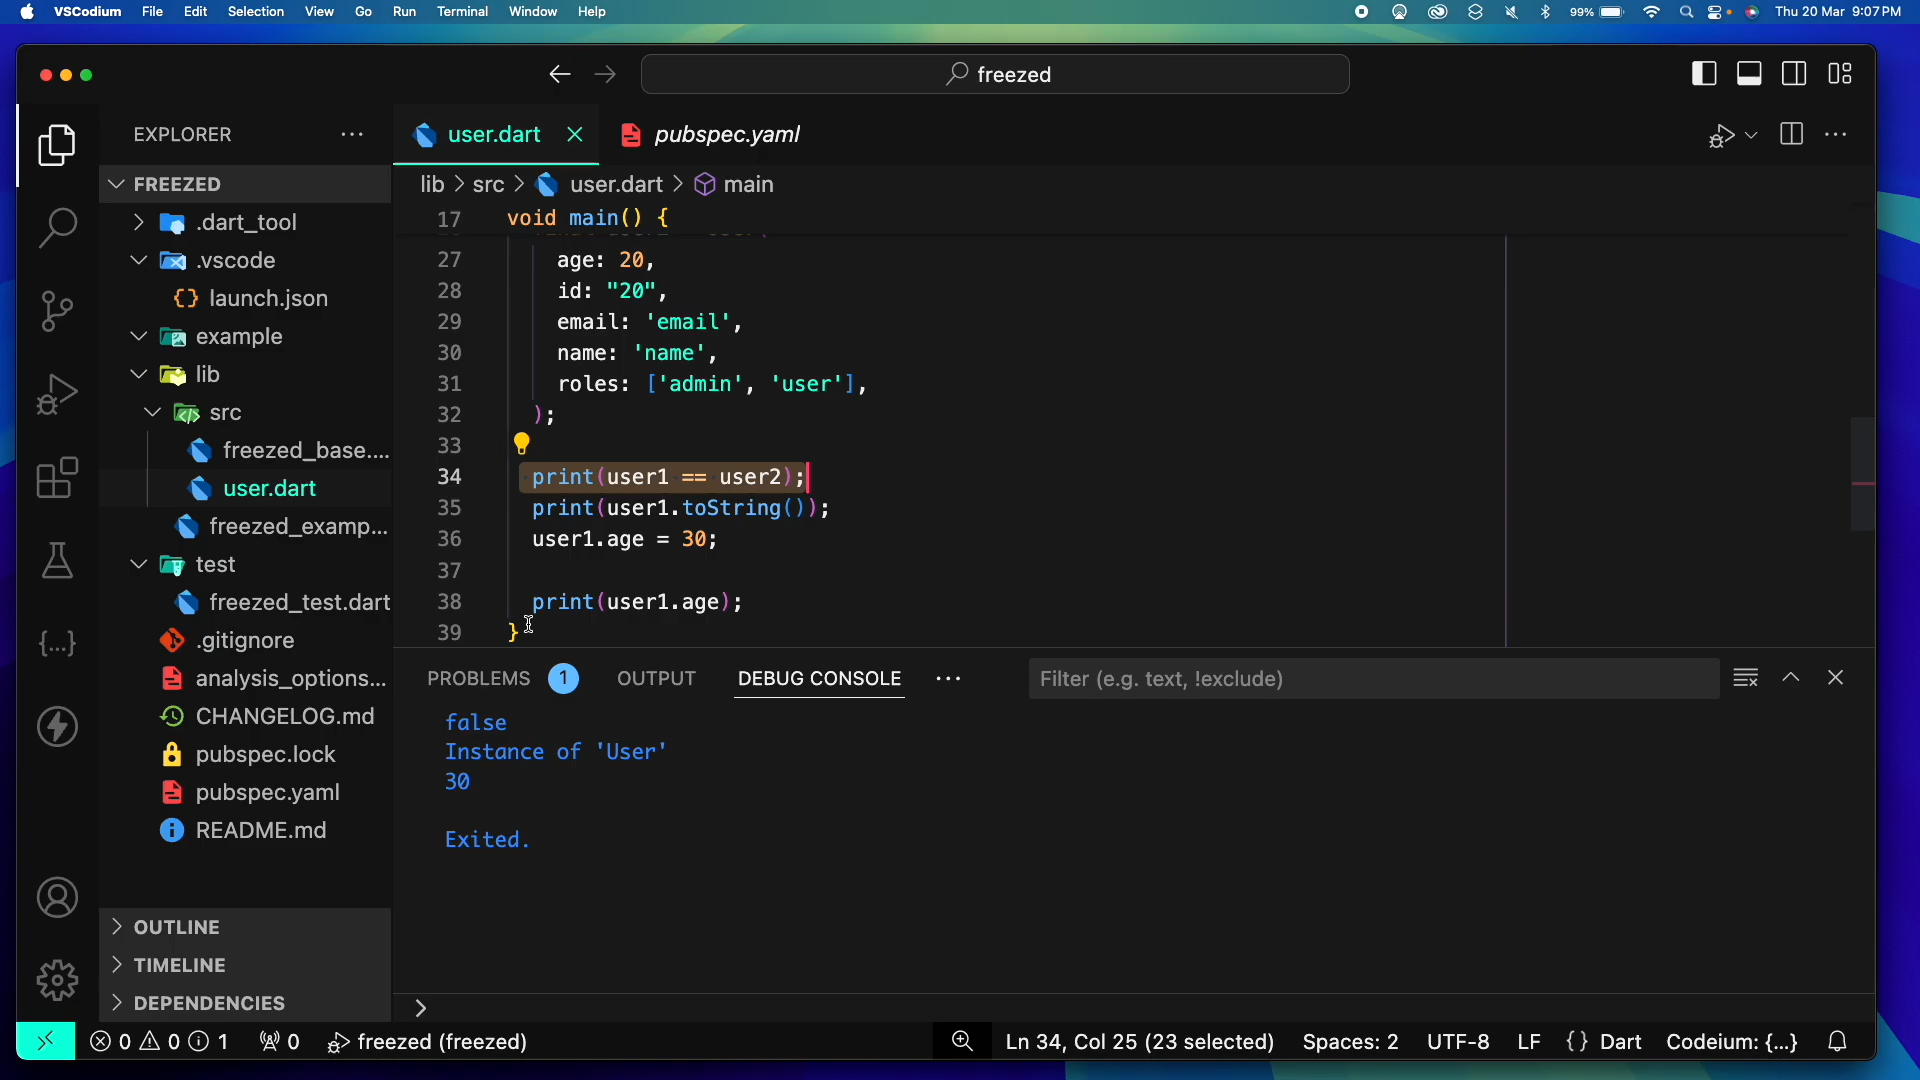 VSCodium File Edit Selection View Go Run Terminal Window Help
99% Thu 20 Mar 9:07 PM
freezed
EXPLORER
user.dart
pubspec.yaml
FREEZED
.dart_tool
.vscode
launch.json
example
lib
src
freezed_base....
user.dart
freezed_examp...
test
freezed_test.dart
.gitignore
analysis_options...
CHANGELOG.md
pubspec.lock
pubspec.yaml
README.md
OUTLINE
TIMELINE
DEPENDENCIES
lib > src > user.dart > main
17 void main() {
27 age: 20,
28 id: "20",
29 email: 'email',
30 name: 'name',
31 roles: ['admin', 'user'],
32 );
33
34 print(user1 == user2);
35 print(user1.toString());
36 user1.age = 30;
37
38 print(user1.age);
39 }
PROBLEMS 1 OUTPUT DEBUG CONSOLE ... Filter (e.g. text, !exclude)
false
Instance of 'User'
30
Exited.
0 0 1 0 freezed (freezed) Ln 34, Col 25 (23 selected) Spaces: 2 UTF-8 LF {} Dart Codeium: {...}